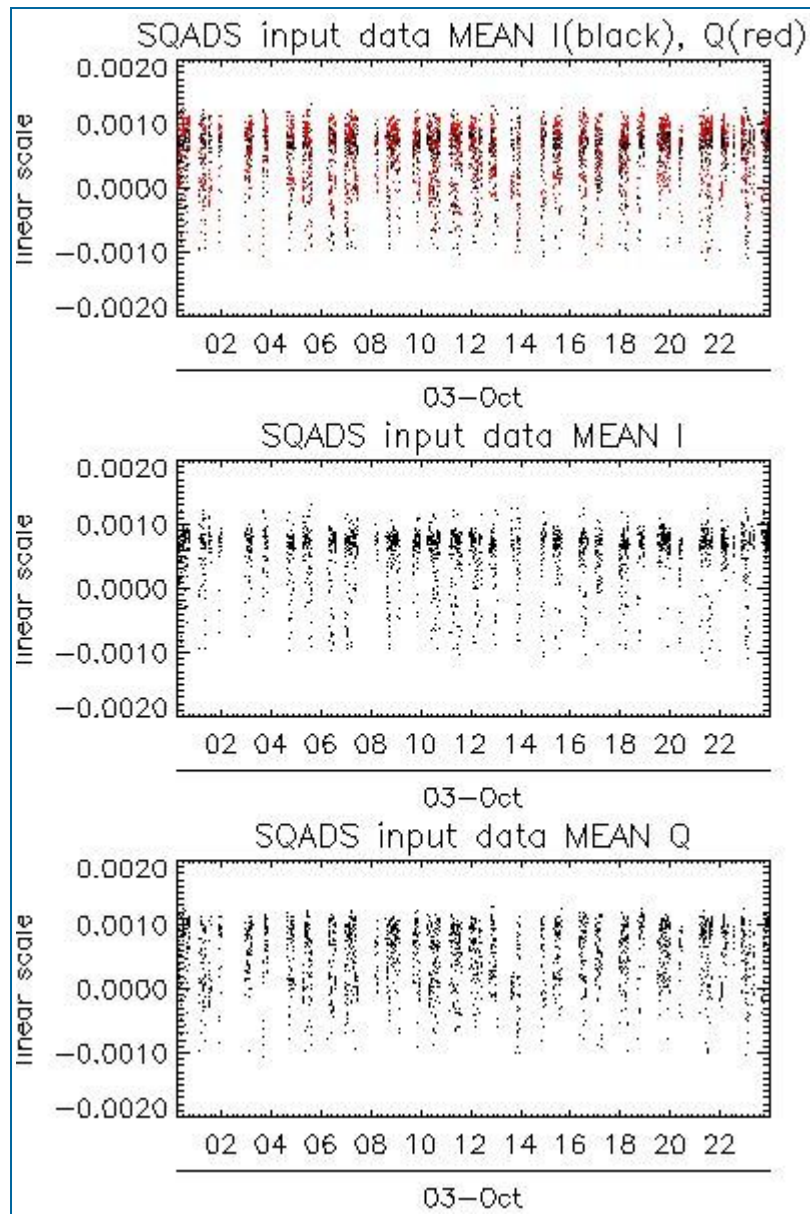 SQADS input data MEAN I(black), Q(red)
0.0020
0.0010
0.0000
−0.0010
−0.0020
linear scale
02 04 06 08 10 12 14 16 18 20 22
03−Oct
SQADS input data MEAN I
0.0020
0.0010
0.0000
−0.0010
−0.0020
linear scale
02 04 06 08 10 12 14 16 18 20 22
03−Oct
SQADS input data MEAN Q
0.0020
0.0010
0.0000
−0.0010
−0.0020
linear scale
02 04 06 08 10 12 14 16 18 20 22
03−Oct